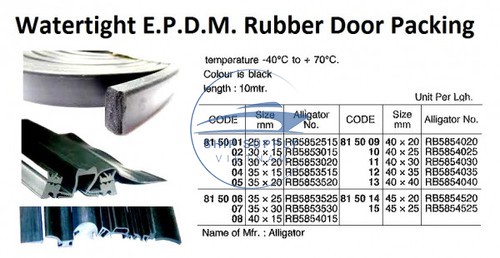 Watertight E.P.D.M. Rubber Door Packing
temperature -40°C to + 70°C.
Colour is black
length : 10mtr.
Unit Per Lgh.
CODE Size mm Alligator No. CODE Size mm Alligator No.
81 50 01 25 x 15 RB5852515 81 50 09 40 x 20 RB5854020
02 30 x 15 RB5853015 10 40 x 25 RB5854025
03 30 x 20 RB5853020 11 40 x 30 RB5854030
04 35 x 15 RB5853515 12 40 x 35 RB5854035
05 35 x 20 RB5853520 13 40 x 40 RB5854040
81 50 06 35 x 25 RB5853525 81 50 14 45 x 20 RB5854520
07 35 x 30 RB5853530 15 45 x 25 RB5854525
08 40 x 15 RB5854015
Name of Mfr. : Alligator